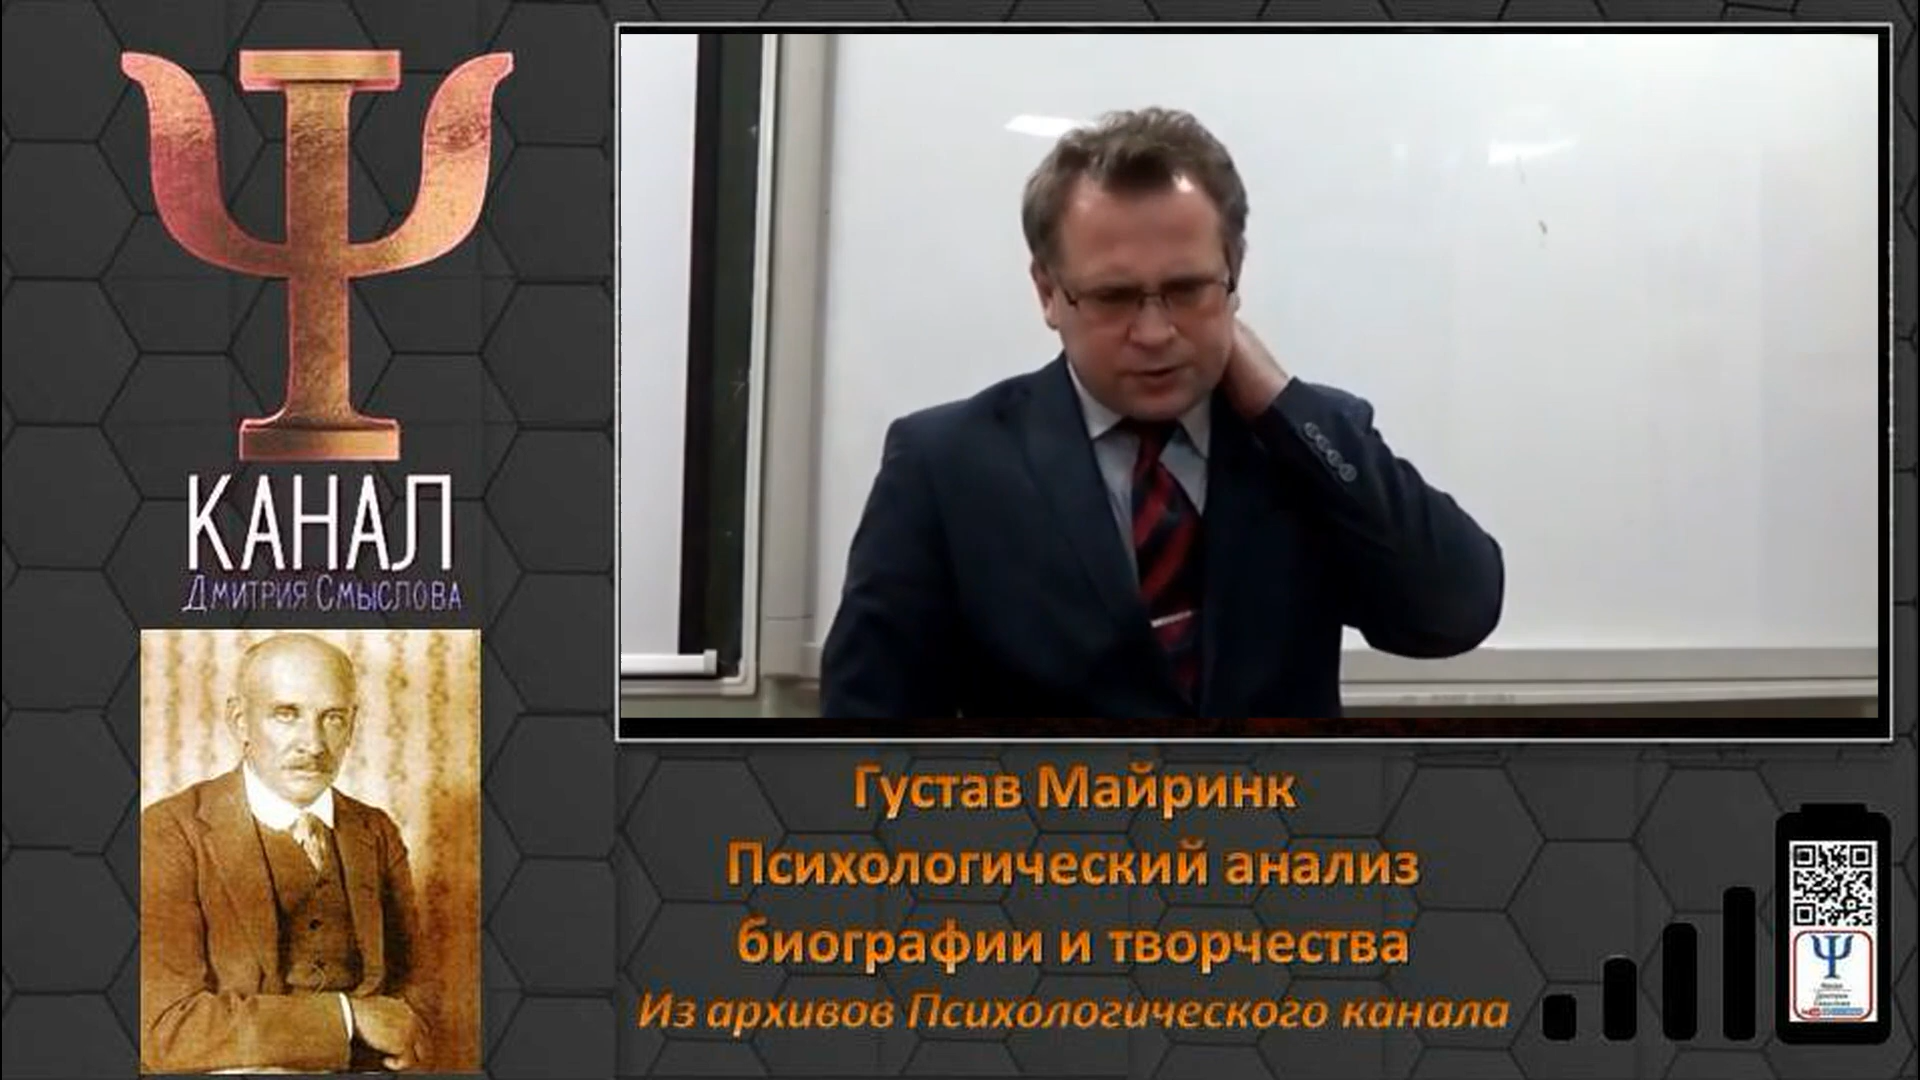 КАНАЛ
Дмитрия Смыслова
Густав Майринк
Психологический анализ
биографии и творчества
Из архивов Психологического канала